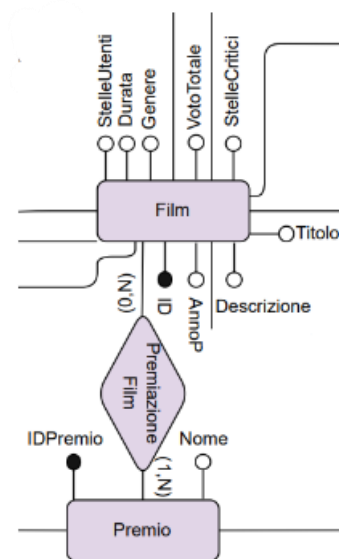 StelleUtenti
Durata
Genere
VotoTotale
StelleCritici
Film
Titolo
(0,N)
ID
AnnoP
Descrizione
Premiazione
Film
IDPremio
(1,N)
Nome
Premio